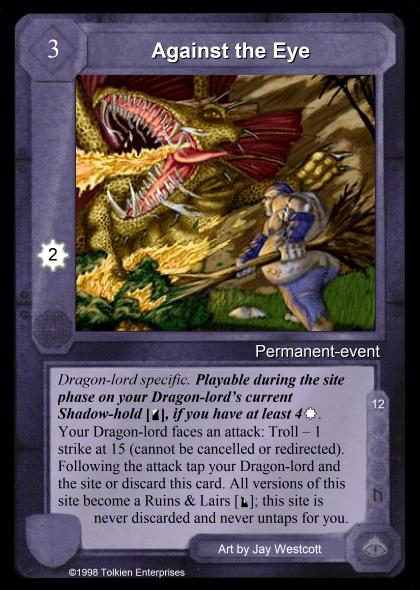 3
Against the Eye
2
Permanent-event
Dragon-lord specific. Playable during the site
phase on your Dragon-lord's current
Shadow-hold [], if you have at least 4.
Your Dragon-lord faces an attack: Troll – 1
strike at 15 (cannot be cancelled or redirected).
Following the attack tap your Dragon-lord and
the site or discard this card. All versions of
this site become a Ruins & Lairs []; this site is
never discarded and never untaps for you.
12
Art by Jay Westcott
©1998 Tolkien Enterprises